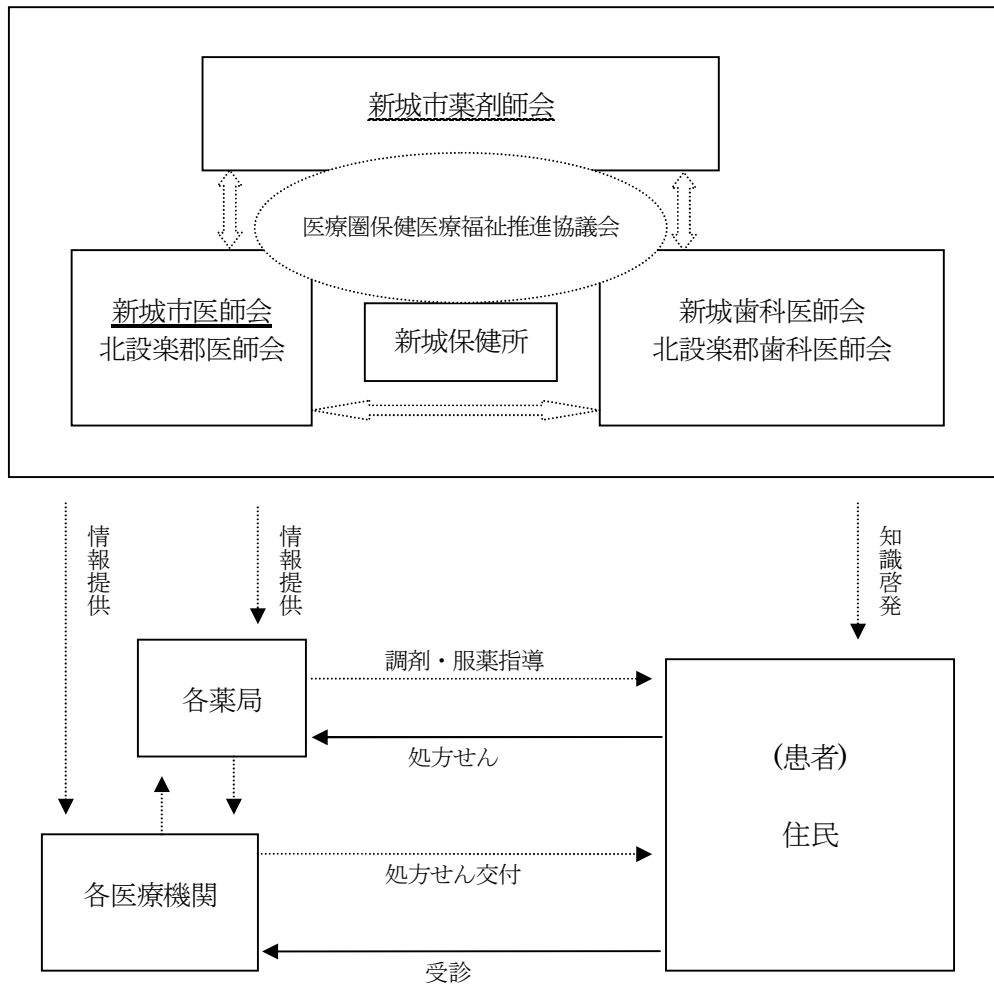 新城市薬剤師会
医療圏保健医療福祉推進協議会
新城市医師会
北設楽郡医師会
新城保健所
新城歯科医師会
北設楽郡歯科医師会
情報提供
情報提供
知識啓発
調剤・服薬指導
各薬局
処方せん
(患者)
住民
処方せん交付
各医療機関
受診